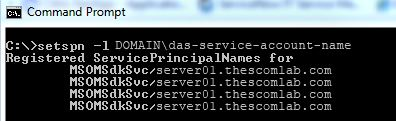 Command Prompt
C:\>setspn -l DOMAIN\das-service-account-name
Registered ServicePrincipalNames for
MSOMSdkSvc/server01.thescomlab.com
MSOMSdkSvc/server01.thescomlab.com
MSOMSdkSvc/server01.thescomlab.com
MSOMSdkSvc/server01.thescomlab.com